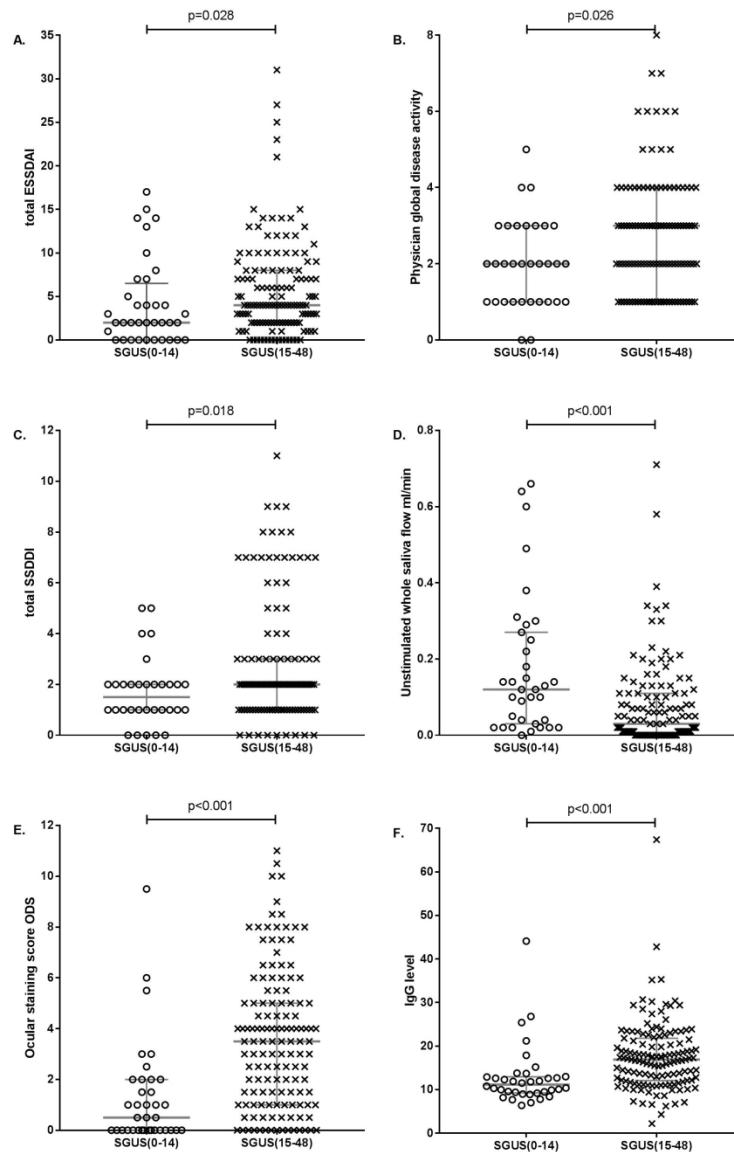 p=0.028
A.
35
30
25
20
15
10
5
0
total ESSDAI
SGUS(0-14)
SGUS(15-48)
p=0.026
B.
8
6
4
2
0
Physician global disease activity
SGUS(0-14)
SGUS(15-48)
p=0.018
C.
12
10
8
6
4
2
0
total SSDDI
SGUS(0-14)
SGUS(15-48)
p<0.001
D.
0.8
0.6
0.4
0.2
0.0
Unstimulated whole saliva flow ml/min
SGUS(0-14)
SGUS(15-48)
p<0.001
E.
12
10
8
6
4
2
0
Ocular staining score ODS
SGUS(0-14)
SGUS(15-48)
p<0.001
F.
70
60
50
40
30
20
10
0
IgG level
SGUS(0-14)
SGUS(15-48)